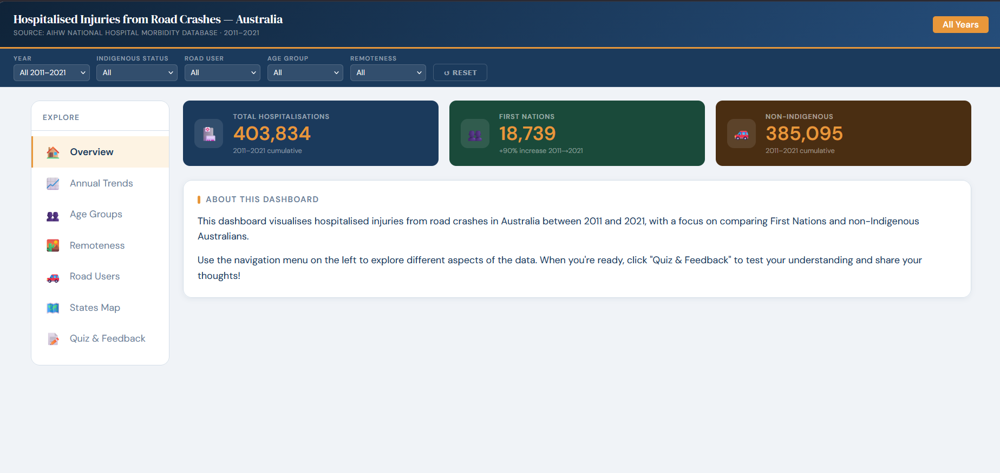 Hospitalised Injuries from Road Crashes — Australia
SOURCE: AIHW NATIONAL HOSPITAL MORBIDITY DATABASE · 2011–2021
All Years
YEAR
INDIGENOUS STATUS
ROAD USER
AGE GROUP
REMOTENESS
All 2011–2021
All
All
All
All
↺ RESET
EXPLORE
Overview
Annual Trends
Age Groups
Remoteness
Road Users
States Map
Quiz & Feedback
TOTAL HOSPITALISATIONS
403,834
2011–2021 cumulative
FIRST NATIONS
18,739
+90% increase 2011→2021
NON-INDIGENOUS
385,095
2011–2021 cumulative
ABOUT THIS DASHBOARD
This dashboard visualises hospitalised injuries from road crashes in Australia between 2011 and 2021, with a focus on comparing First Nations and non-Indigenous
Australians.
Use the navigation menu on the left to explore different aspects of the data. When you're ready, click "Quiz & Feedback" to test your understanding and share your
thoughts!